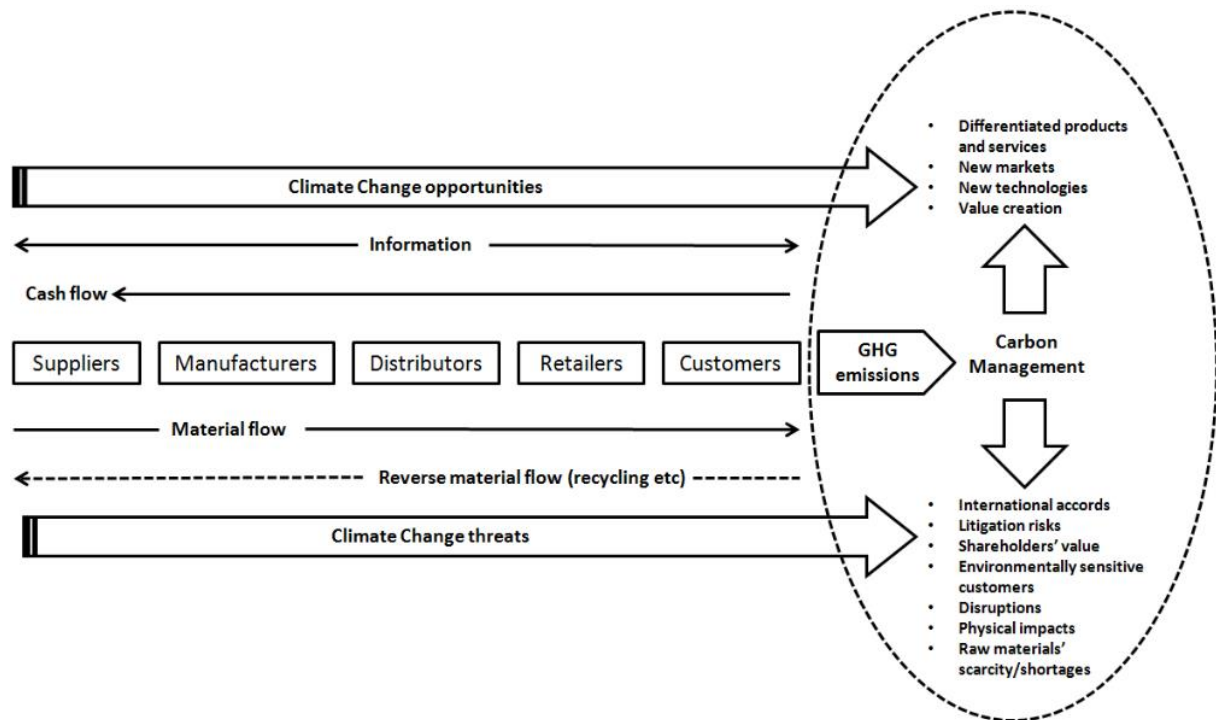 • Differentiated products
and services
• New markets
• New technologies
• Value creation
Climate Change opportunities
Information
Cash flow
Suppliers
Manufacturers
Distributors
Retailers
Customers
GHG
emissions
Carbon
Management
Material flow
Reverse material flow (recycling etc)
Climate Change threats
• International accords
• Litigation risks
• Shareholders’ value
• Environmentally sensitive
customers
• Disruptions
• Physical impacts
• Raw materials’
scarcity/shortages